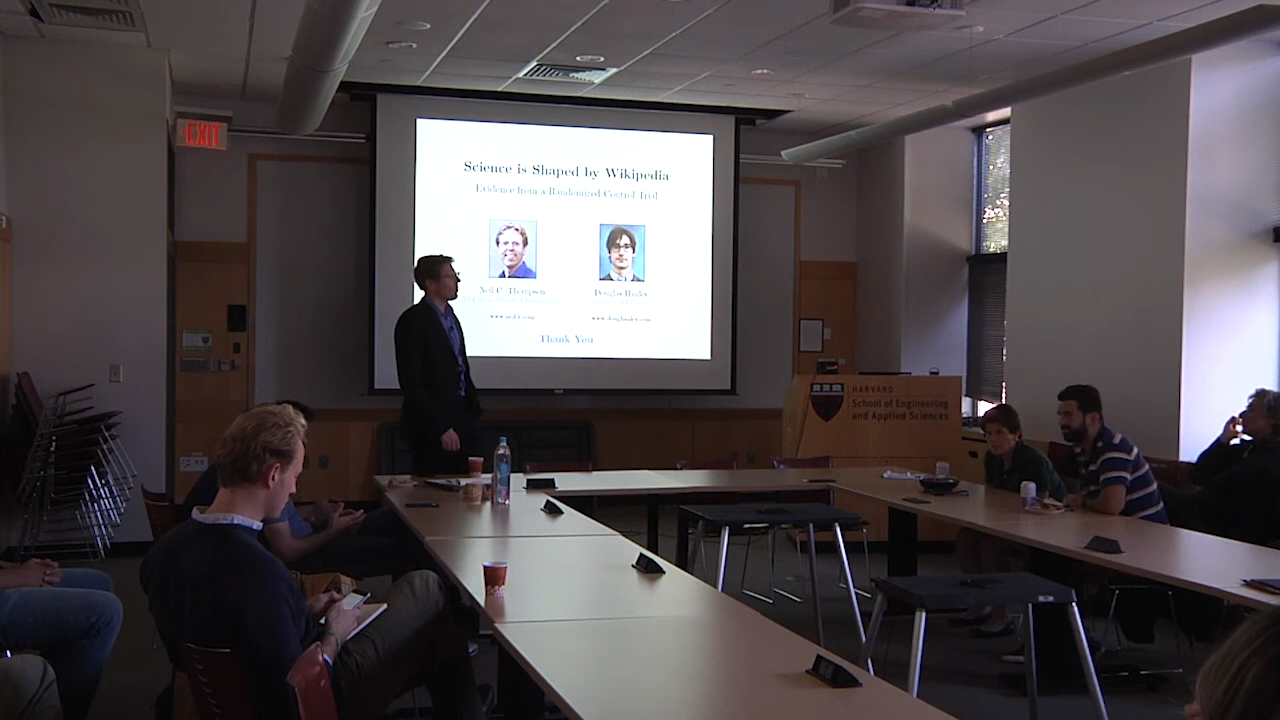 EXIT
Science is Shaped by Wikipedia
Evidence from a Randomized Control Trial
Neil C. Thompson
Douglas Hanley
Thank You
HARVARD
School of Engineering
and Applied Sciences